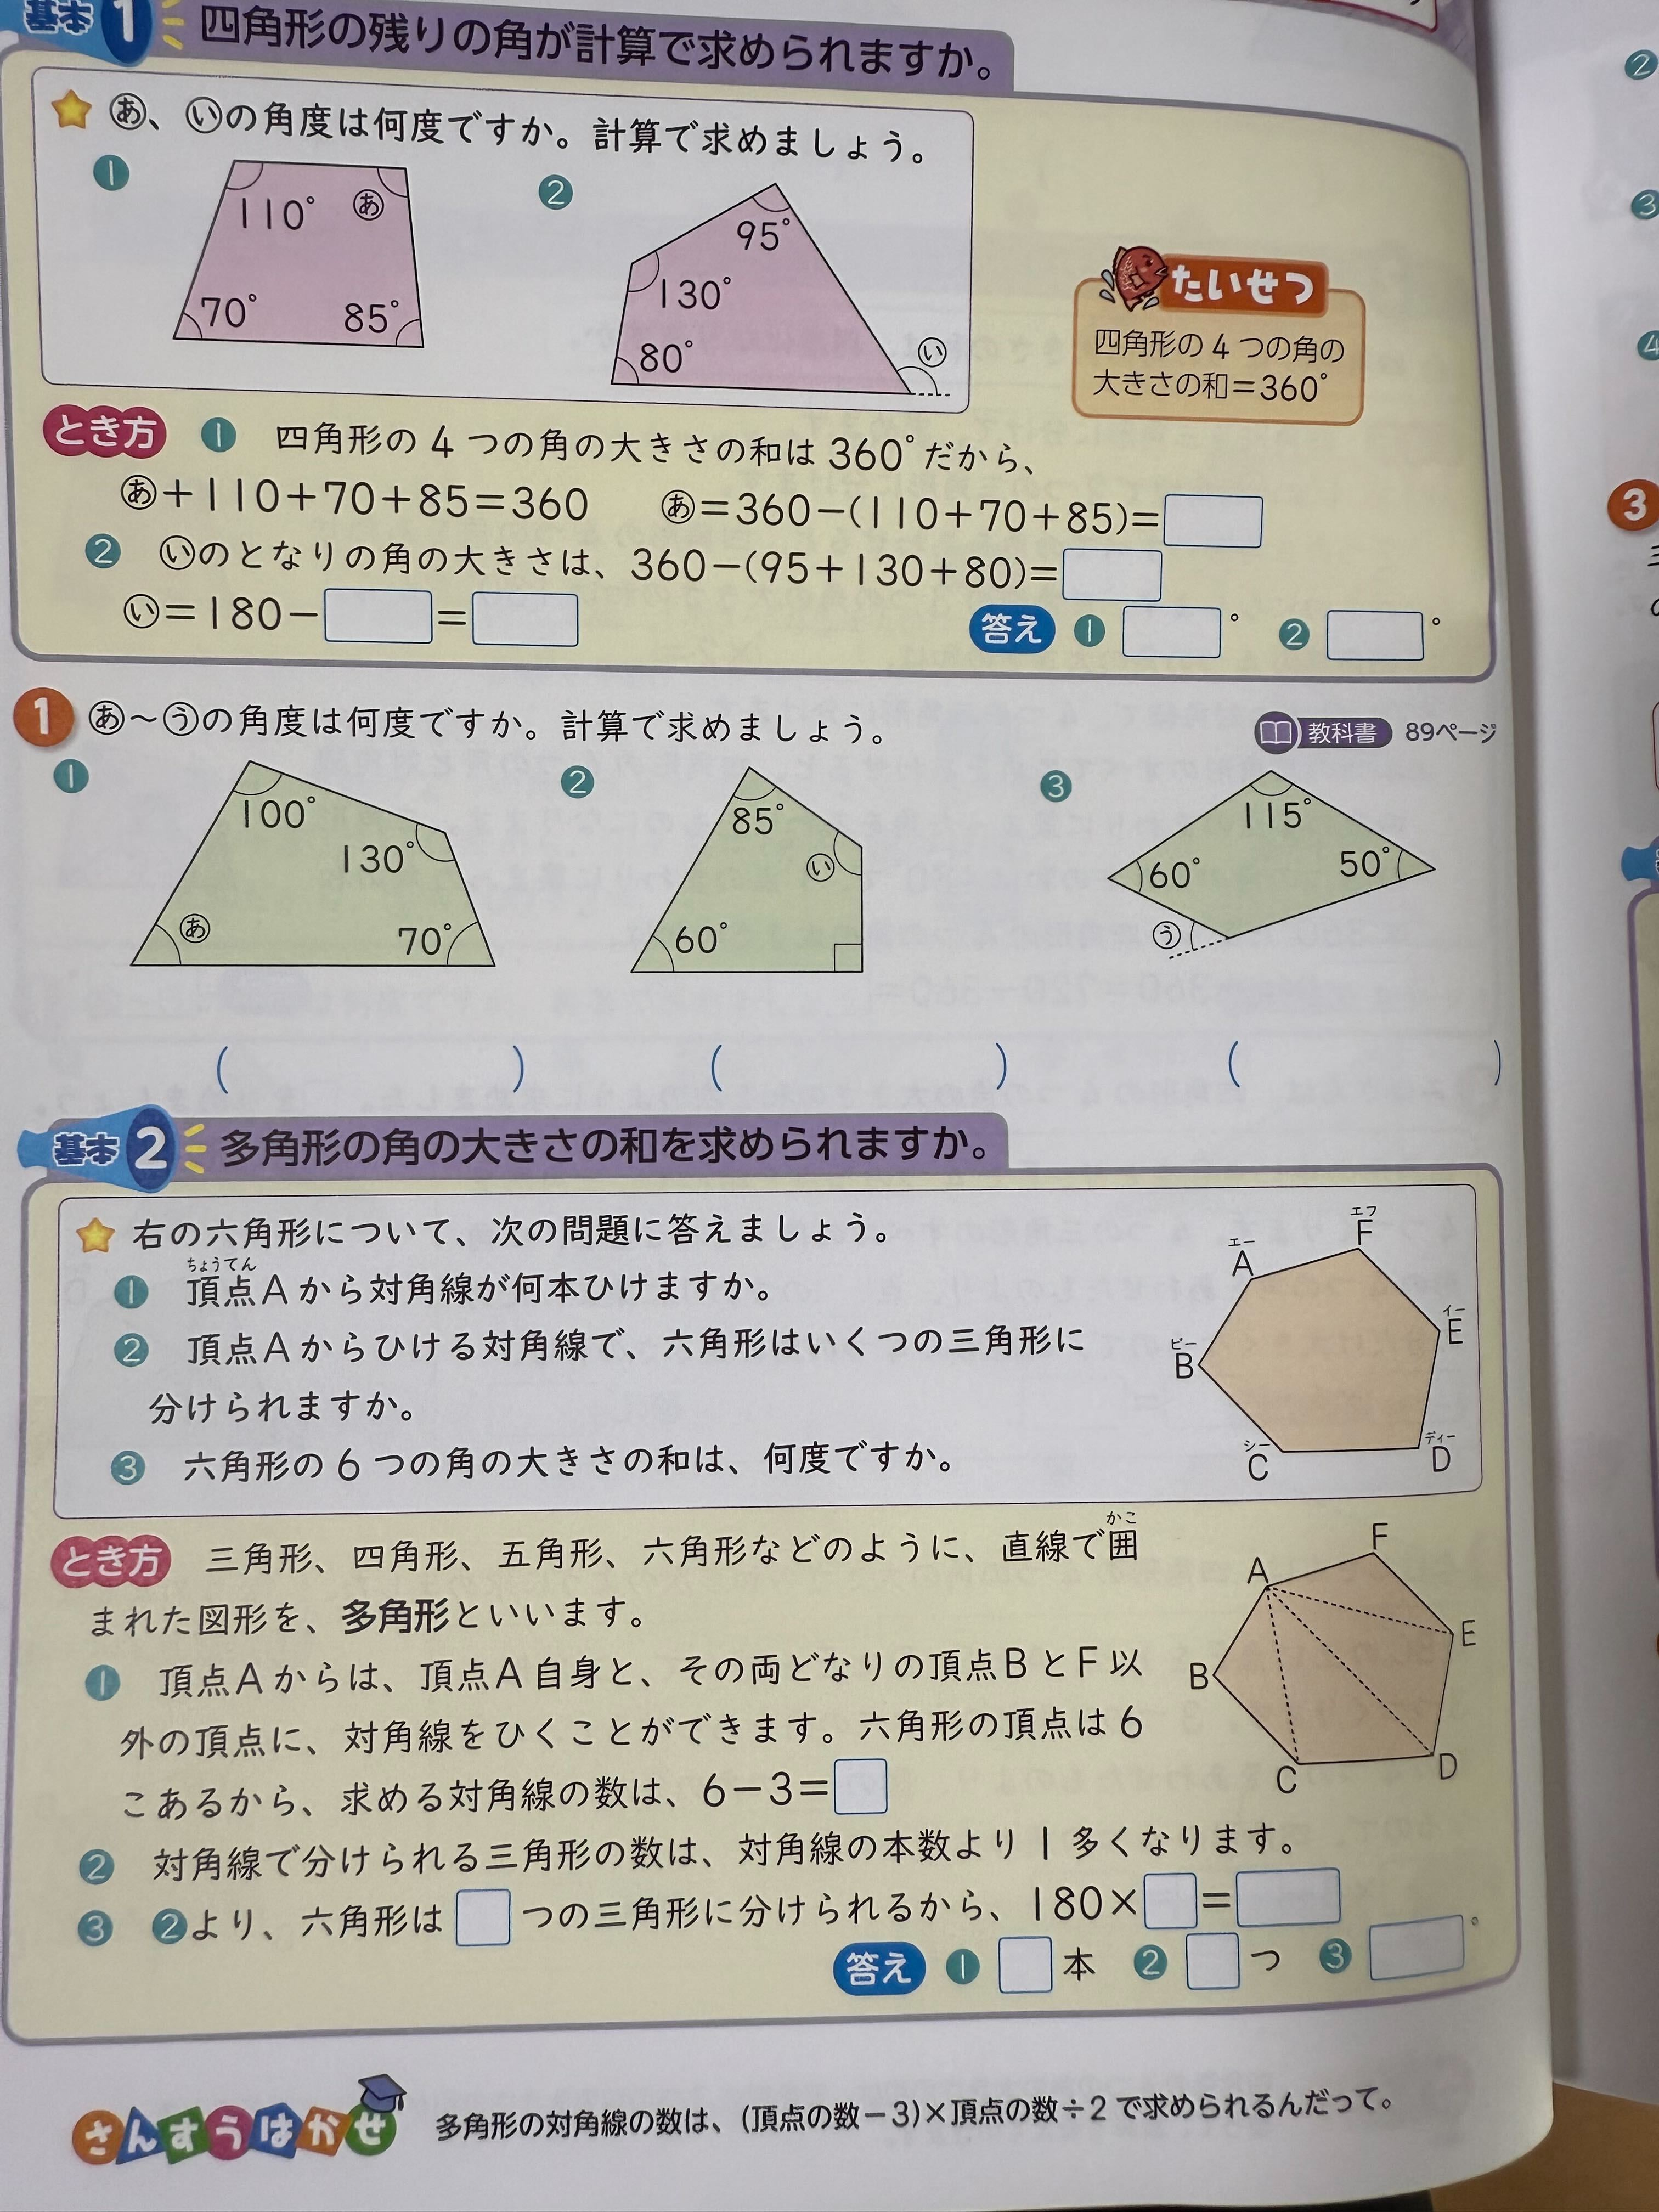 基本1 四角形の残りの角が計算で求められますか。
あ、いの角度は何度ですか。計算で求めましょう。
1 110° あ 70° 85°
2 95° 130° 80° い
たいせつ
四角形の4つの角の
大きさの和=360°
とき方 1 四角形の4つの角の大きさの和は360°だから、
あ+110+70+85=360 あ=360-(110+70+85)=
2 いのとなりの角の大きさは、360-(95+130+80)=
い=180- =
答え 1 ° 2 °
1 あ~うの角度は何度ですか。計算で求めましょう。 教科書 89ページ
1 100° 130° あ 70°
2 85° い 60°
3 115° 60° 50° う
( ) ( ) ( )
基本2 多角形の角の大きさの和を求められますか。
右の六角形について、次の問題に答えましょう。
ちょうてん
1 頂点Aから対角線が何本ひけますか。
2 頂点Aからひける対角線で、六角形はいくつの三角形に
分けられますか。
3 六角形の6つの角の大きさの和は、何度ですか。
エー A
エフ F
ビー B
イー E
シー C
ディー D
かこ
とき方 三角形、四角形、五角形、六角形などのように、直線で囲
まれた図形を、多角形といいます。
1 頂点Aからは、頂点A自身と、その両どなりの頂点BとF以
外の頂点に、対角線をひくことができます。六角形の頂点は6
こあるから、求める対角線の数は、6-3=
A F B E C D
2 対角線で分けられる三角形の数は、対角線の本数より1多くなります。
3 2より、六角形は つの三角形に分けられるから、180× =
答え 1 本 2 つ 3 °
さんすうはかせ 多角形の対角線の数は、(頂点の数-3)×頂点の数÷2で求められるんだって。
2
3
4
3